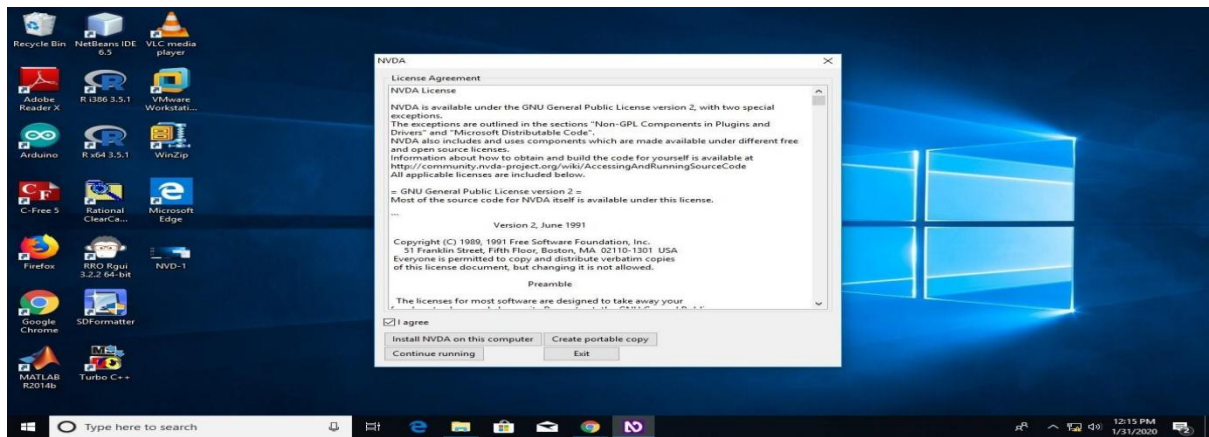 Recycle Bin
NetBeans IDE
6.5
VLC media
player
Adobe
Reader X
R i386 3.5.1
VMware
Workstati...
Arduino
R x64 3.5.1
WinZip
C-Free 5
Rational
ClearCa...
Microsoft
Edge
Firefox
RRO Rgui
3.2.2 64-bit
NVD-1
Google
Chrome
SDFormatter
MATLAB
R2014b
Turbo C++
NVDA
License Agreement
NVDA License
NVDA is available under the GNU General Public License version 2, with two special
exceptions.
The exceptions are outlined in the sections "Non-GPL Components in Plugins and
Drivers" and "Microsoft Distributable Code".
NVDA also includes and uses components which are made available under different free
and open source licenses.
Information about how to obtain and build the code for yourself is available at
http://community.nvda-project.org/wiki/AccessingAndRunningSourceCode
All applicable licenses are included below.
= GNU General Public License version 2 =
Most of the source code for NVDA itself is available under this license.
...
Version 2, June 1991
Copyright (C) 1989, 1991 Free Software Foundation, Inc.
51 Franklin Street, Fifth Floor, Boston, MA 02110-1301 USA
Everyone is permitted to copy and distribute verbatim copies
of this license document, but changing it is not allowed.
Preamble
The licenses for most software are designed to take away your
I agree
Install NVDA on this computer
Create portable copy
Continue running
Exit
Type here to search
12:15 PM
1/31/2020